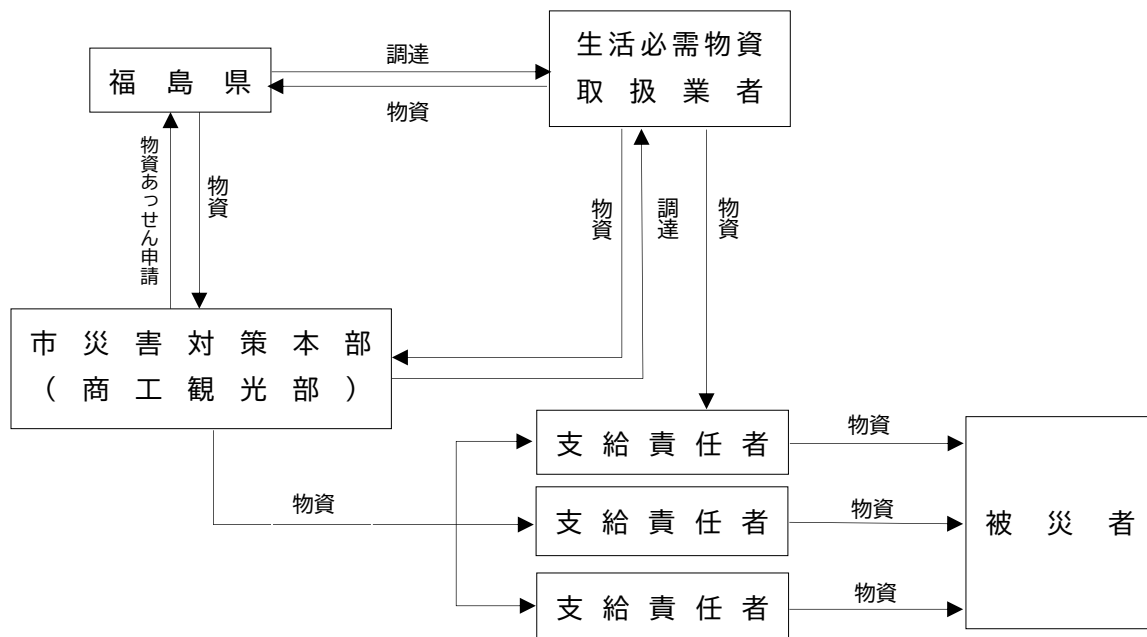 生活必需物資
取扱業者
調達
福島県
物資
物資あっせん申請
物資
物資
調達
物資
市災害対策本部
（商工観光部）
支給責任者
物資
物資
支給責任者
物資
被災者
支給責任者
物資